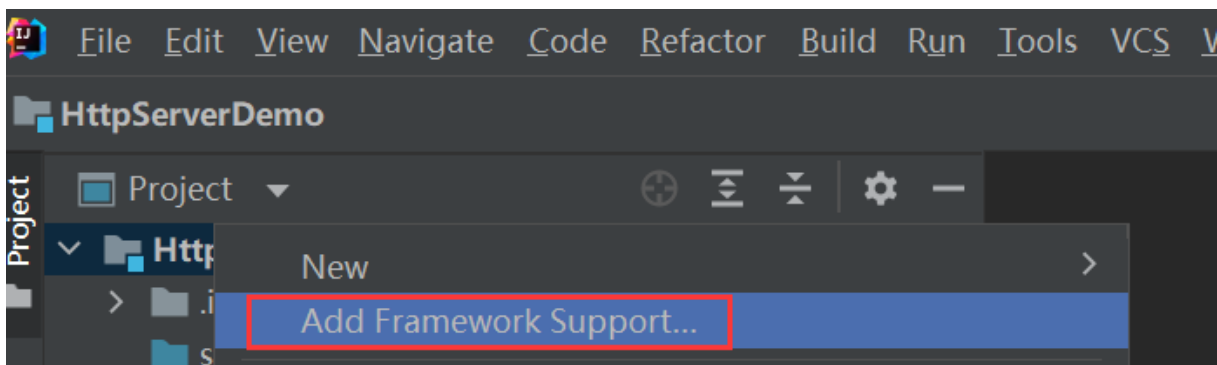 File Edit View Navigate Code Refactor Build Run Tools VCS
HttpServerDemo
Project
Project
New
Add Framework Support...